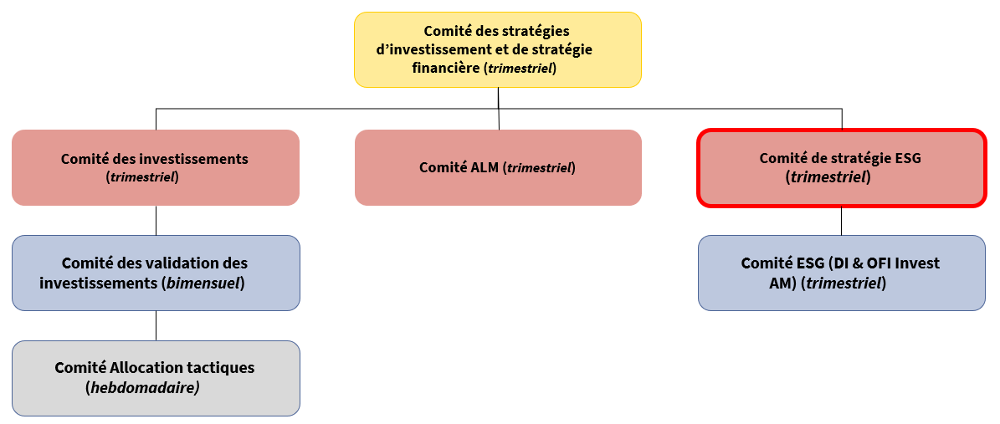 Comité des stratégies
d’investissement et de stratégie
financière (trimestriel)
Comité des investissements
(trimestriel)
Comité ALM (trimestriel)
Comité de stratégie ESG
(trimestriel)
Comité des validation des
investissements (bimensuel)
Comité ESG (DI & OFI Invest
AM) (trimestriel)
Comité Allocation tactiques
(hebdomadaire)